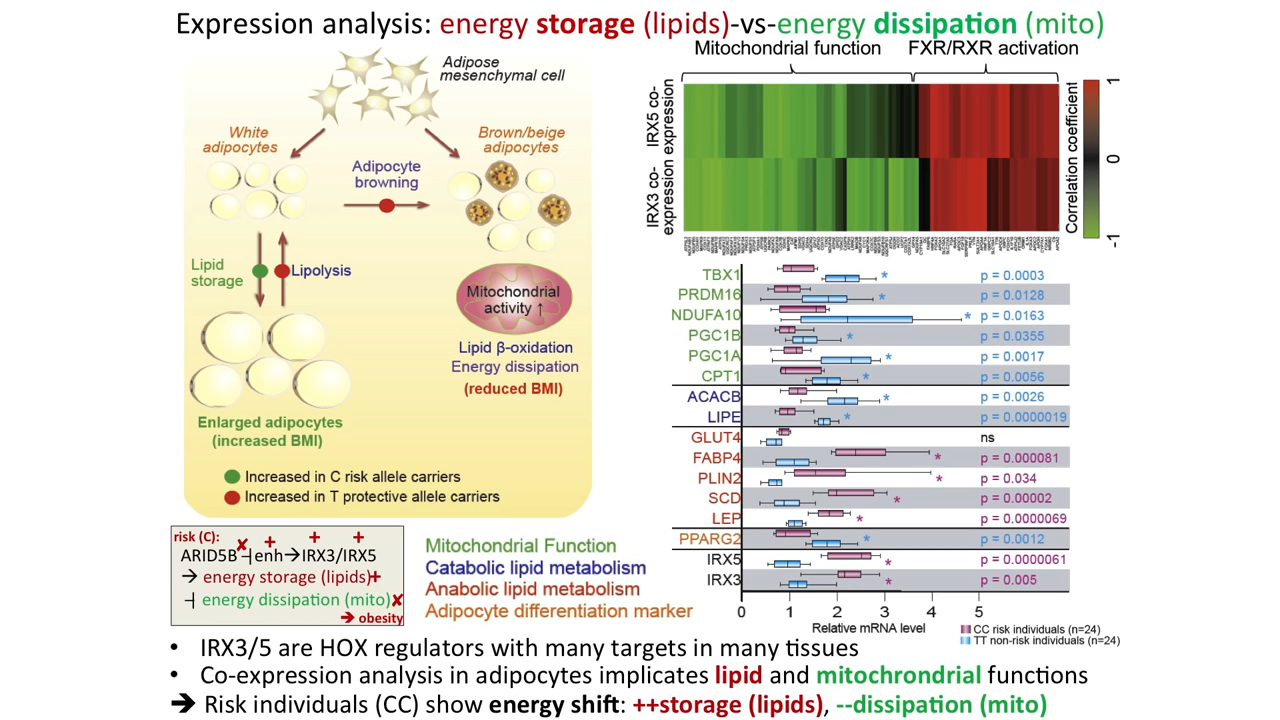 Expression analysis: energy storage (lipids)-vs-energy dissipation (mito)
Adipose
mesenchymal cell
White
adipocytes
Brown/beige
adipocytes
Adipocyte
browning
Lipid
storage
Lipolysis
Mitochondrial
activity ↑
Lipid β-oxidation
Energy dissipation
(reduced BMI)
Enlarged adipocytes
(increased BMI)
Increased in C risk allele carriers
Increased in T protective allele carriers
risk (C): ✘ + + +
ARID5B⊣enh→IRX3/IRX5
→ energy storage (lipids)+
⊣ energy dissipation (mito)✘
→ obesity
Mitochondrial Function
Catabolic lipid metabolism
Anabolic lipid metabolism
Adipocyte differentiation marker
Mitochondrial function FXR/RXR activation
IRX5 co-
expression
IRX3 co-
expression
Correlation coefficient
1
0
-1
TBX1 * p = 0.0003
PRDM16 * p = 0.0128
NDUFA10 * p = 0.0163
PGC1B * p = 0.0355
PGC1A * p = 0.0017
CPT1 * p = 0.0056
ACACB * p = 0.0026
LIPE * p = 0.0000019
GLUT4 ns
FABP4 * p = 0.000081
PLIN2 * p = 0.034
SCD * p = 0.00002
LEP * p = 0.0000069
PPARG2 * p = 0.0012
IRX5 * p = 0.0000061
IRX3 * p = 0.005
0 1 2 3 4 5
Relative mRNA level
CC risk individuals (n=24)
TT non-risk individuals (n=24)
• IRX3/5 are HOX regulators with many targets in many tissues
• Co-expression analysis in adipocytes implicates lipid and mitochrondrial functions
➔ Risk individuals (CC) show energy shift: ++storage (lipids), --dissipation (mito)